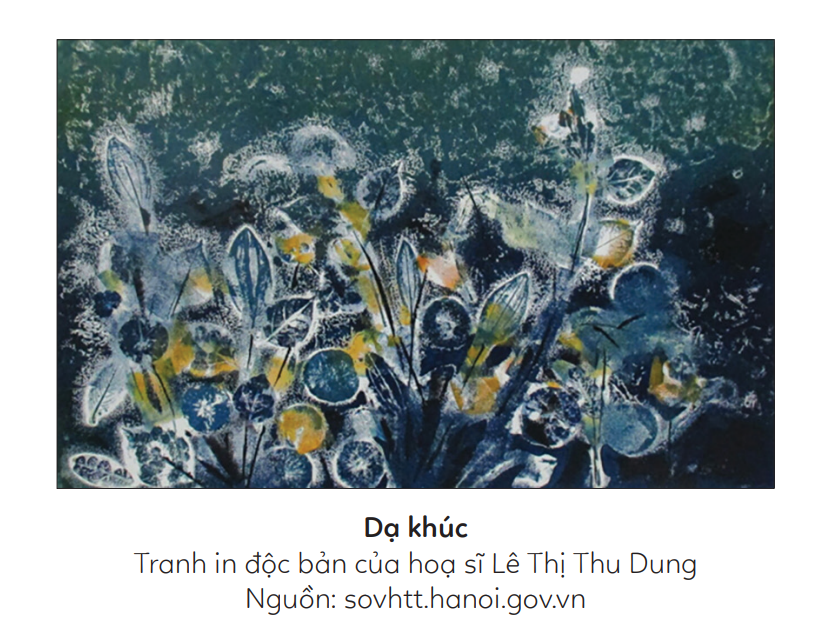 Dạ khúc
Tranh in độc bản của hoạ sĩ Lê Thị Thu Dung
Nguồn: sovhtt.hanoi.gov.vn